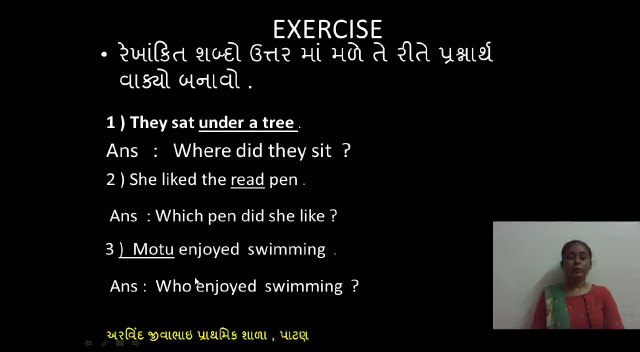 EXERCISE
• રેખાંકિત શબ્દો ઉત્તર માં મળે તે રીતે પ્રશ્નાર્થ
વાક્યો બનાવો .
1 ) They sat under a tree .
Ans : Where did they sit ?
2 ) She liked the read pen .
Ans : Which pen did she like ?
3 ) Motu enjoyed swimming .
Ans : Who enjoyed swimming ?
અરવિંદ જીવાભાઇ પ્રાથમિક શાળા , પાટણ